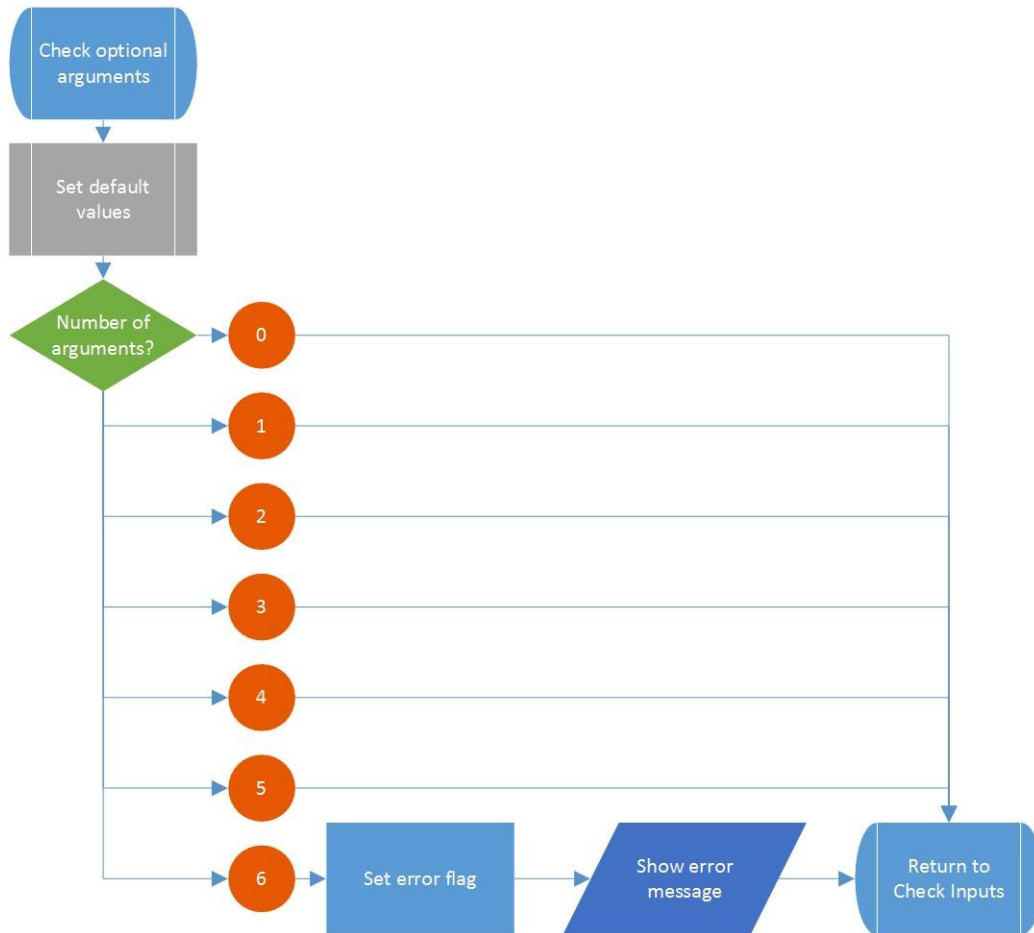 Check optional
arguments
Set default
values
Number of
arguments?
0
1
2
3
4
5
6
Set error flag
Show error
message
Return to
Check Inputs